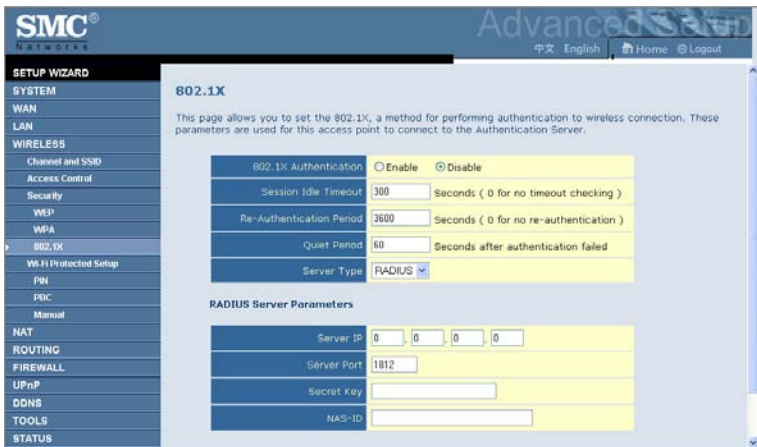 SMC®
Networks
Advanced Setup
中文 English Home Logout
SETUP WIZARD
SYSTEM
WAN
LAN
WIRELESS
Channel and SSID
Access Control
Security
WEP
WPA
802.1X
Wi-Fi Protected Setup
PIN
PBC
Manual
NAT
ROUTING
FIREWALL
UPnP
DDNS
TOOLS
STATUS
802.1X
This page allows you to set the 802.1X, a method for performing authentication to wireless connection. These
parameters are used for this access point to connect to the Authentication Server.
802.1X Authentication Enable Disable
Session Idle Timeout 300 Seconds ( 0 for no timeout checking )
Re-Authentication Period 3600 Seconds ( 0 for no re-authentication )
Quiet Period 60 Seconds after authentication failed
Server Type RADIUS
RADIUS Server Parameters
Server IP 0 . 0 . 0 . 0
Server Port 1812
Secret Key
NAS-ID